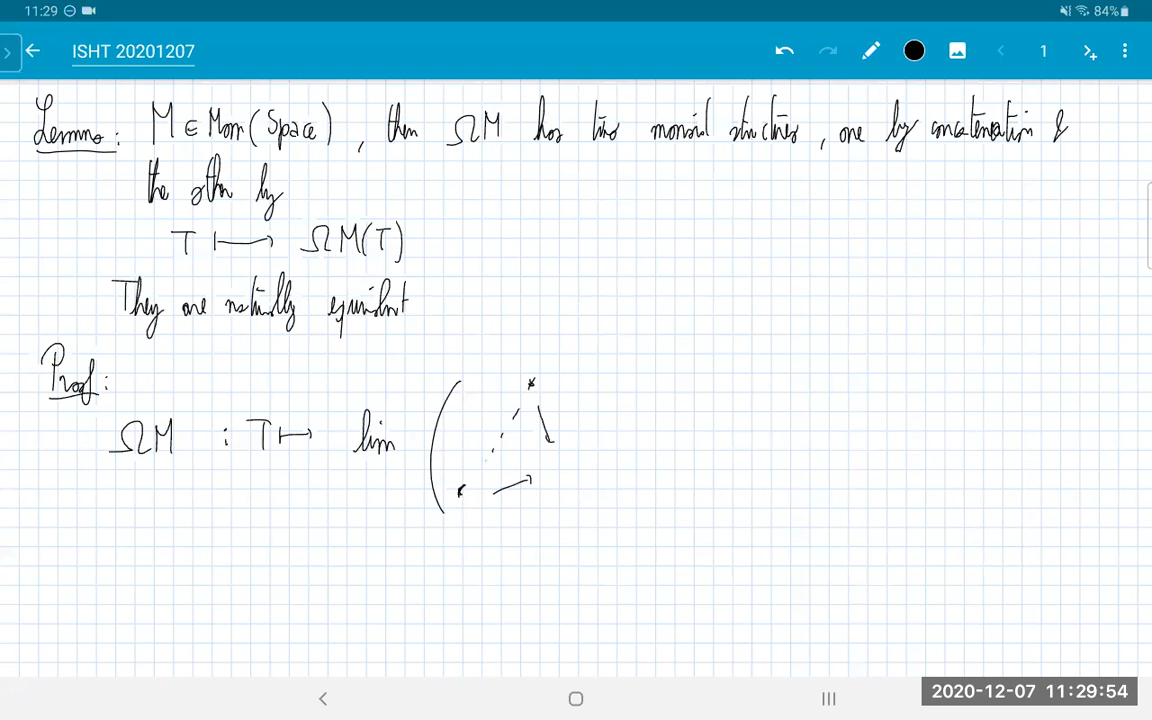 11:29
84%
ISHT 20201207
1
Lemma: M ∈ Mon(Space), then ΩM has two monoid structures, one by concatenation &
the other by
T ⟼ ΩM(T)
They are naturally equivalent
Proof:
ΩM : T ⟼ lim ( * * → ↘
2020-12-07 11:29:54